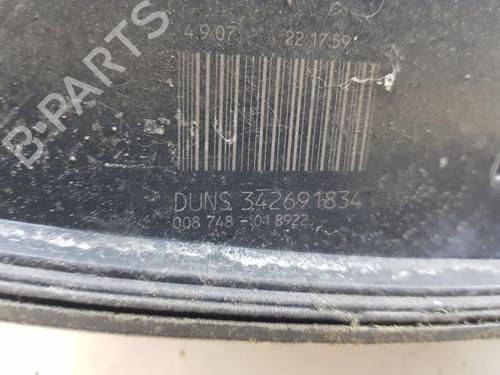 4.9.07 22:17:59
B-PARTS
DUNS 342691834
008 748 - 01 8922